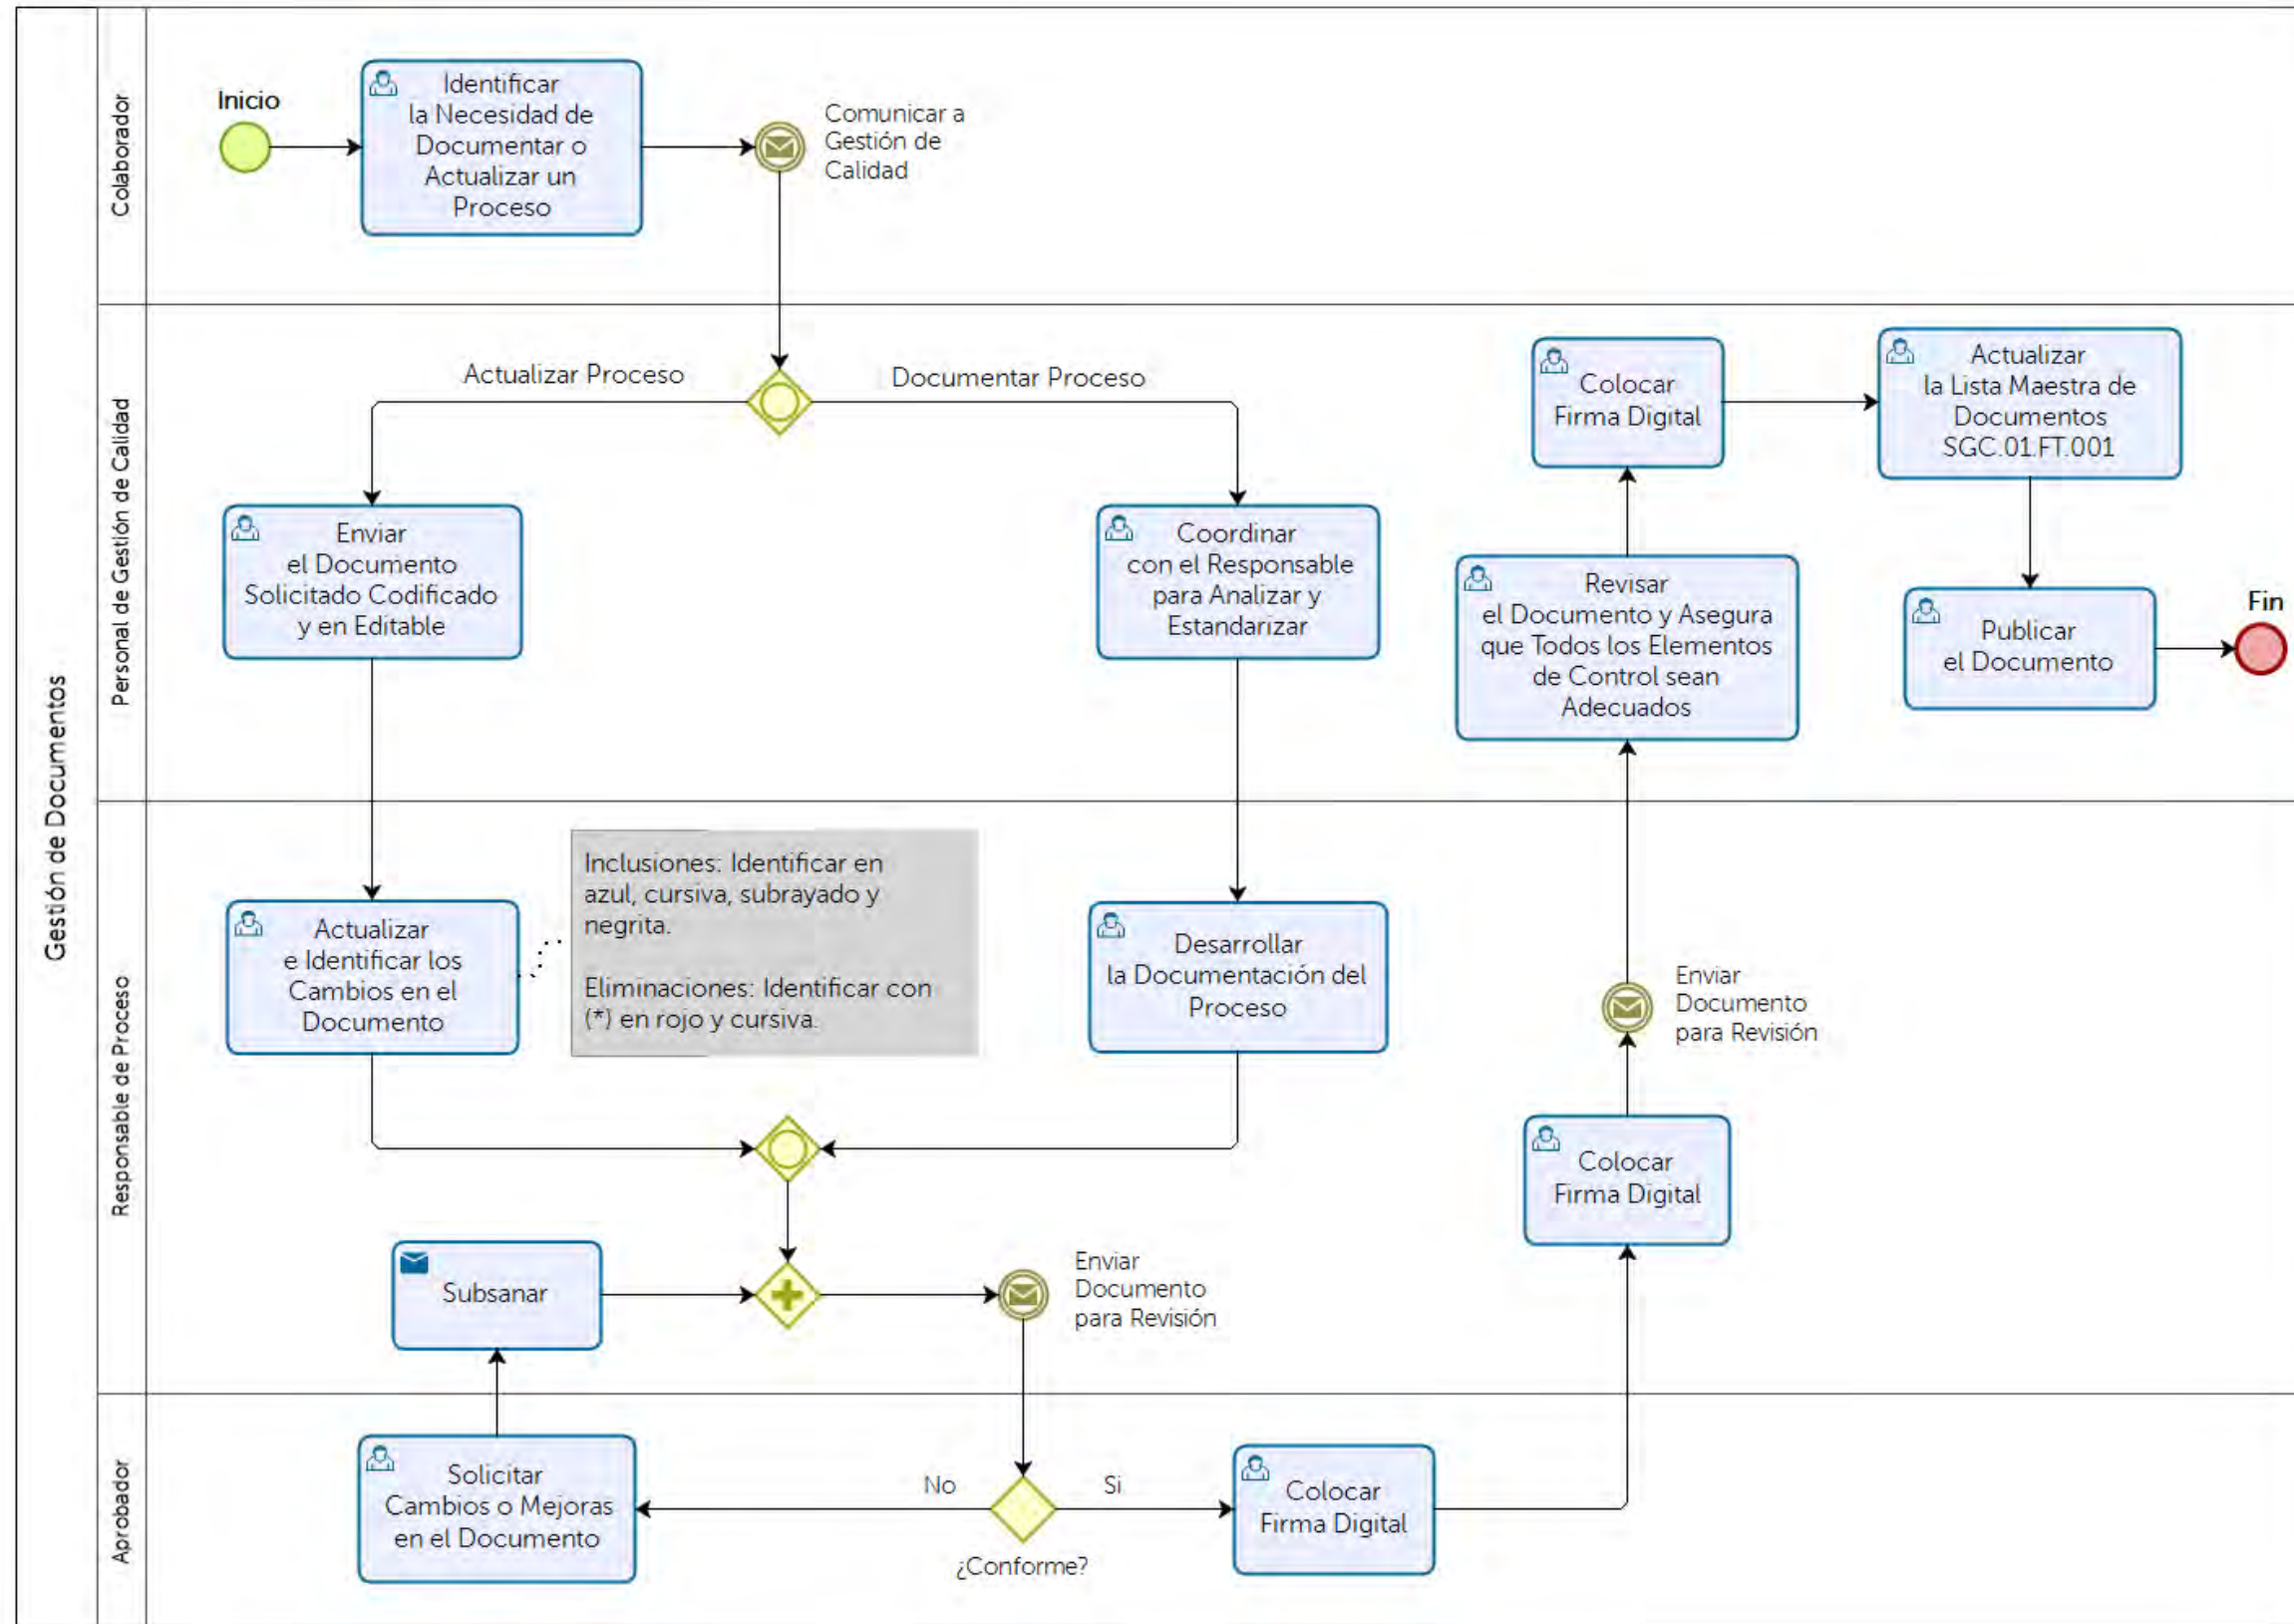 Gestión de Documentos
Colaborador
Inicio
Identificar
la Necesidad de
Documentar o
Actualizar un
Proceso
Comunicar a
Gestión de
Calidad
Personal de Gestión de Calidad
Actualizar Proceso
Documentar Proceso
Enviar
el Documento
Solicitado Codificado
y en Editable
Coordinar
con el Responsable
para Analizar y
Estandarizar
Colocar
Firma Digital
Actualizar
la Lista Maestra de
Documentos
SGC.01.FT.001
Revisar
el Documento y Asegura
que Todos los Elementos
de Control sean
Adecuados
Publicar
el Documento
Fin
Responsable de Proceso
Actualizar
e Identificar los
Cambios en el
Documento
Inclusiones: Identificar en
azul, cursiva, subrayado y
negrita.
Eliminaciones: Identificar con
(*) en rojo y cursiva.
Desarrollar
la Documentación del
Proceso
Enviar
Documento
para Revisión
Colocar
Firma Digital
Subsanar
Enviar
Documento
para Revisión
Aprobador
Solicitar
Cambios o Mejoras
en el Documento
No
Si
¿Conforme?
Colocar
Firma Digital